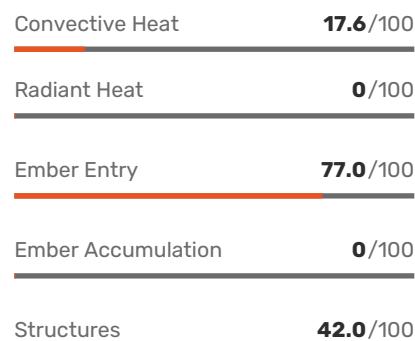 Convective Heat 17.6/100
Radiant Heat 0/100
Ember Entry 77.0/100
Ember Accumulation 0/100
Structures 42.0/100